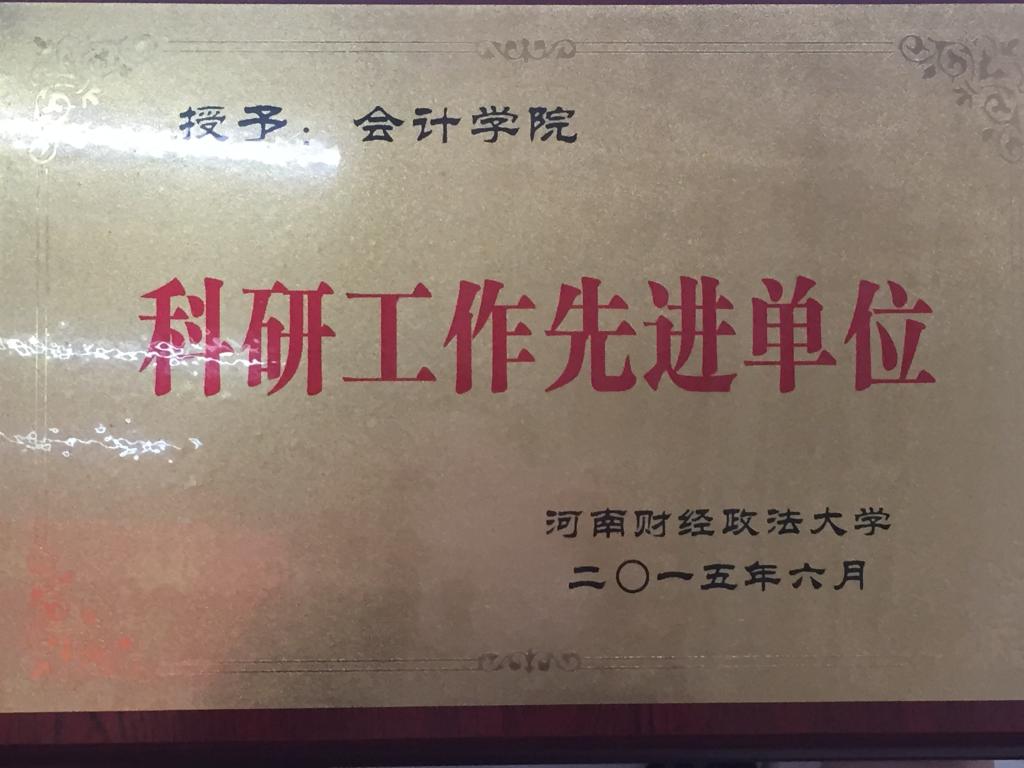 授予：会计学院
科研工作先进单位
河南财经政法大学
二〇一五年六月